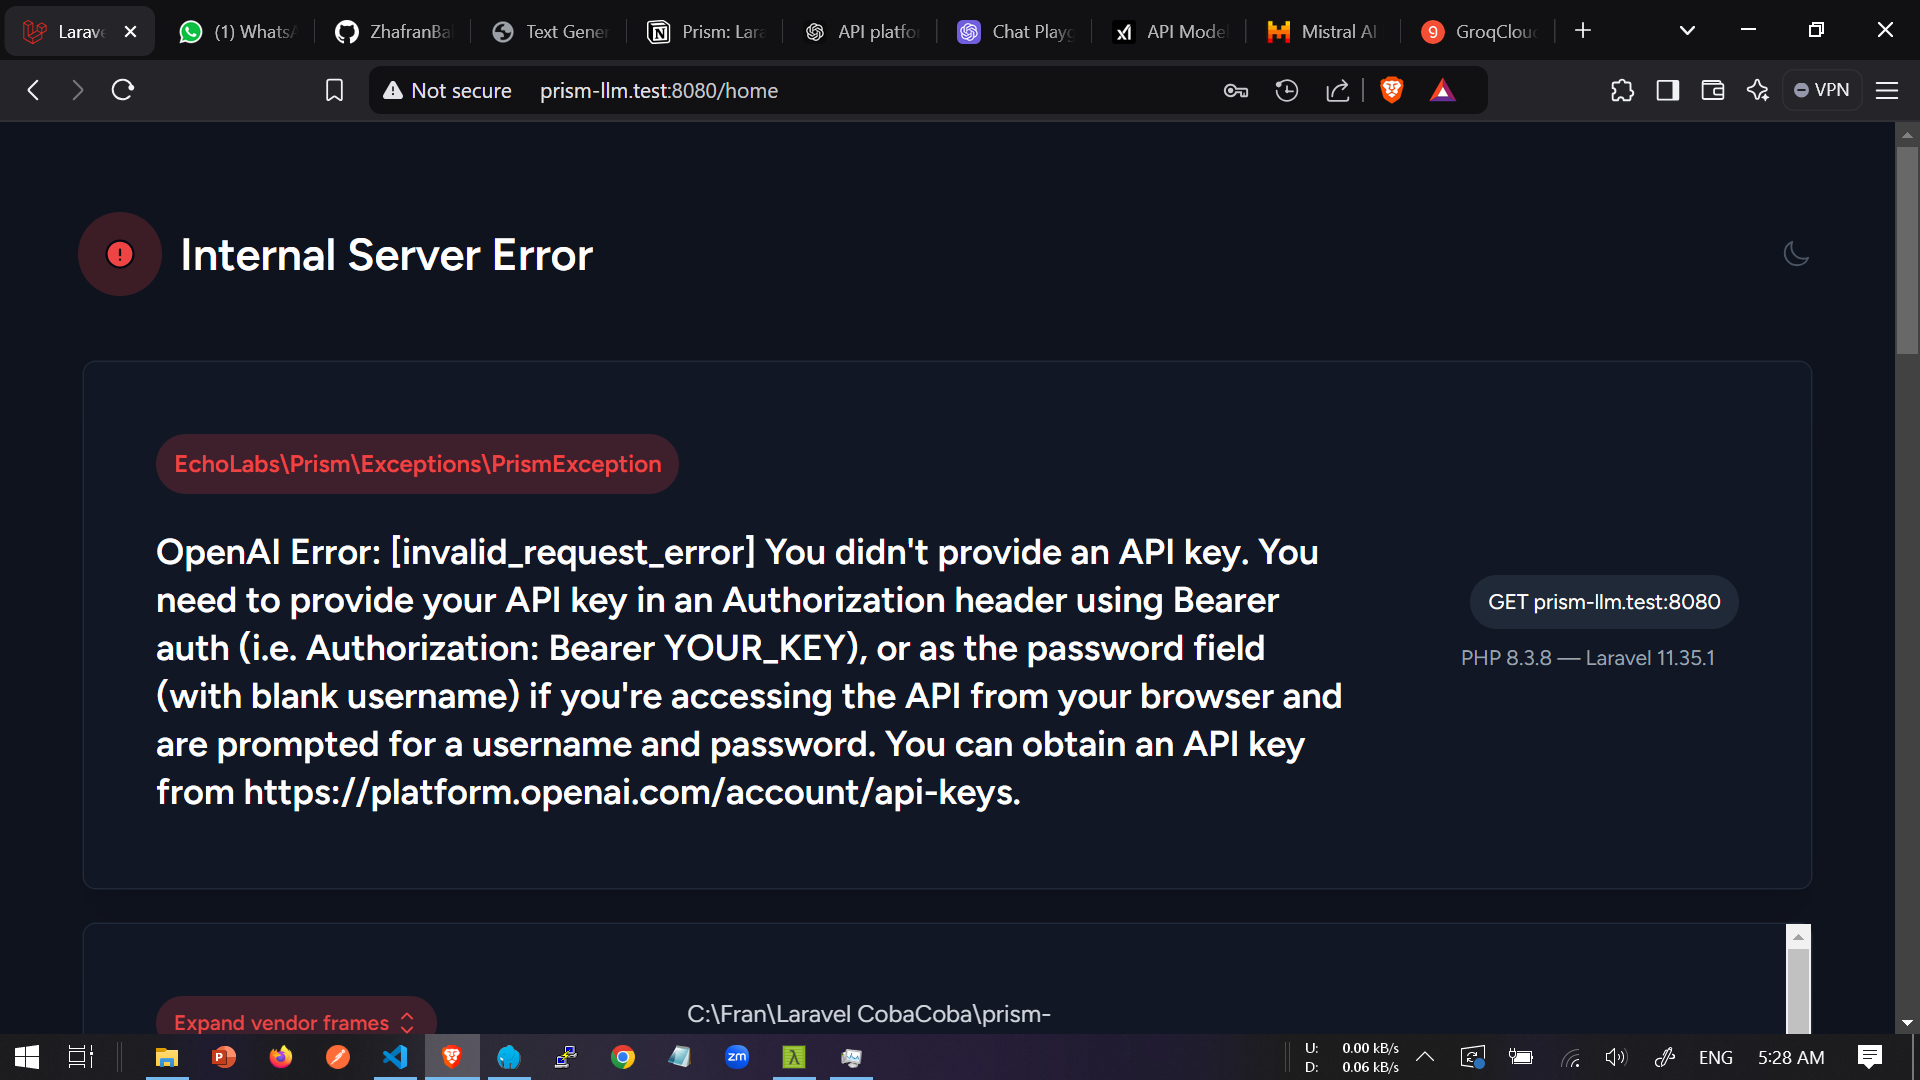 Larave
(1) WhatsA
ZhafranBal
Text Gener
Prism: Lara
API platfor
Chat Playg
API Model
Mistral AI
GroqCloud
Not secure
prism-llm.test:8080/home
VPN
Internal Server Error
EchoLabs\Prism\Exceptions\PrismException
OpenAI Error: [invalid_request_error] You didn't provide an API key. You
need to provide your API key in an Authorization header using Bearer
auth (i.e. Authorization: Bearer YOUR_KEY), or as the password field
(with blank username) if you're accessing the API from your browser and
are prompted for a username and password. You can obtain an API key
from https://platform.openai.com/account/api-keys.
GET prism-llm.test:8080
PHP 8.3.8 — Laravel 11.35.1
Expand vendor frames
C:\Fran\Laravel CobaCoba\prism-
zm
U: 0.00 kB/s
D: 0.06 kB/s
ENG
5:28 AM